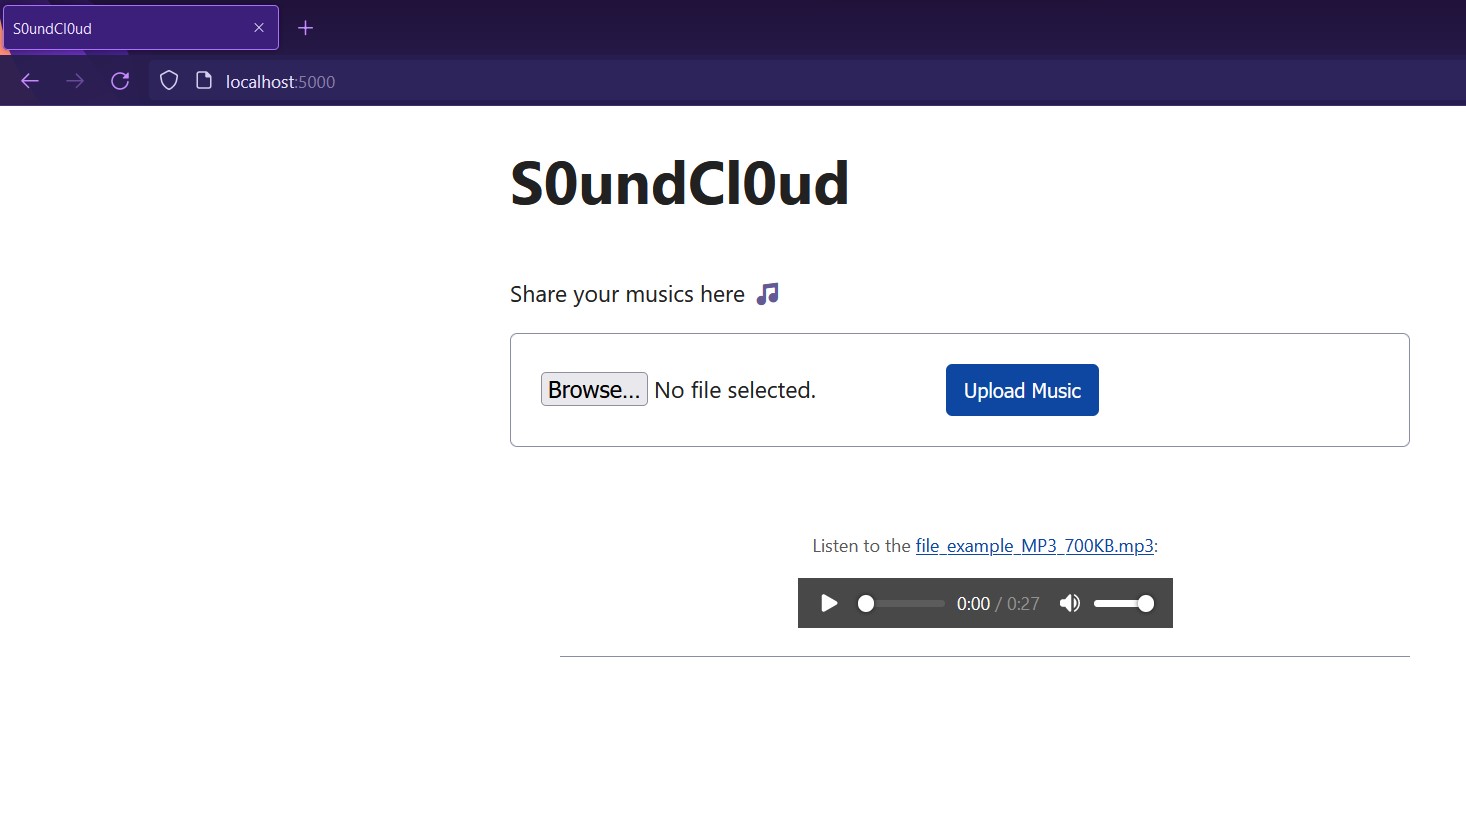 S0undCl0ud
localhost:5000
S0undCl0ud
Share your musics here
Browse... No file selected.
Upload Music
Listen to the file_example_MP3_700KB.mp3:
0:00 / 0:27